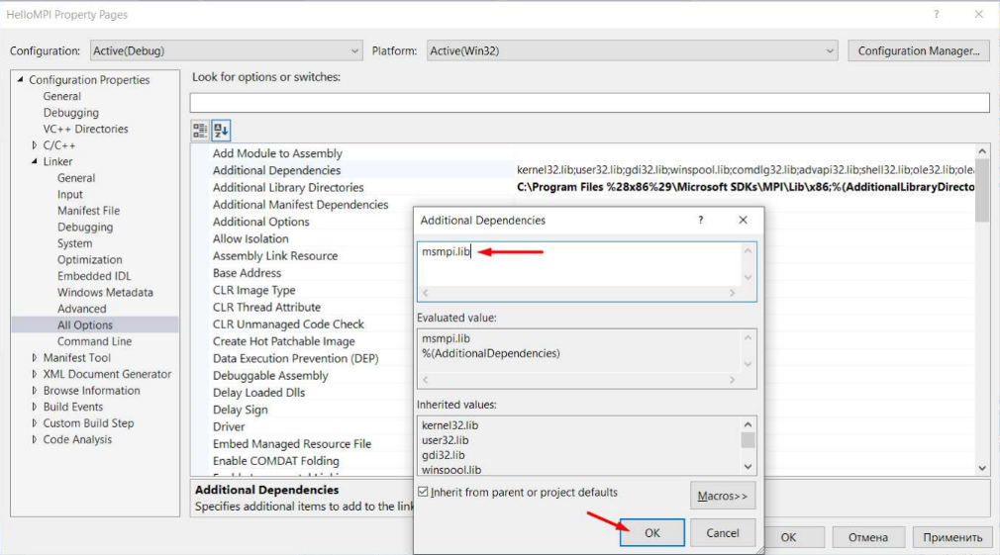 HelloMPI Property Pages ? ×
Configuration: Active(Debug) Platform: Active(Win32) Configuration Manager...
Configuration Properties
General
Debugging
VC++ Directories
C/C++
Linker
General
Input
Manifest File
Debugging
System
Optimization
Embedded IDL
Windows Metadata
Advanced
All Options
Command Line
Manifest Tool
XML Document Generator
Browse Information
Build Events
Custom Build Step
Code Analysis
Look for options or switches:
Add Module to Assembly
Additional Dependencies kernel32.lib;user32.lib;gdi32.lib;winspool.lib;comdlg32.lib;advapi32.lib;shell32.lib;ole32.lib;olea
Additional Library Directories C:\Program Files %28x86%29\Microsoft SDKs\MPI\Lib\x86;%(AdditionalLibraryDirecto
Additional Manifest Dependencies
Additional Options
Allow Isolation
Assembly Link Resource
Base Address
CLR Image Type
CLR Thread Attribute
CLR Unmanaged Code Check
Create Hot Patchable Image
Data Execution Prevention (DEP)
Debuggable Assembly
Delay Loaded Dlls
Delay Sign
Driver
Embed Managed Resource File
Enable COMDAT Folding
Additional Dependencies
Specifies additional items to add to the link
Additional Dependencies ? ×
msmpi.lib
Evaluated value:
msmpi.lib
%(AdditionalDependencies)
Inherited values:
kernel32.lib
user32.lib
gdi32.lib
winspool.lib
Inherit from parent or project defaults
Macros>>
OK Cancel
OK Отмена Применить